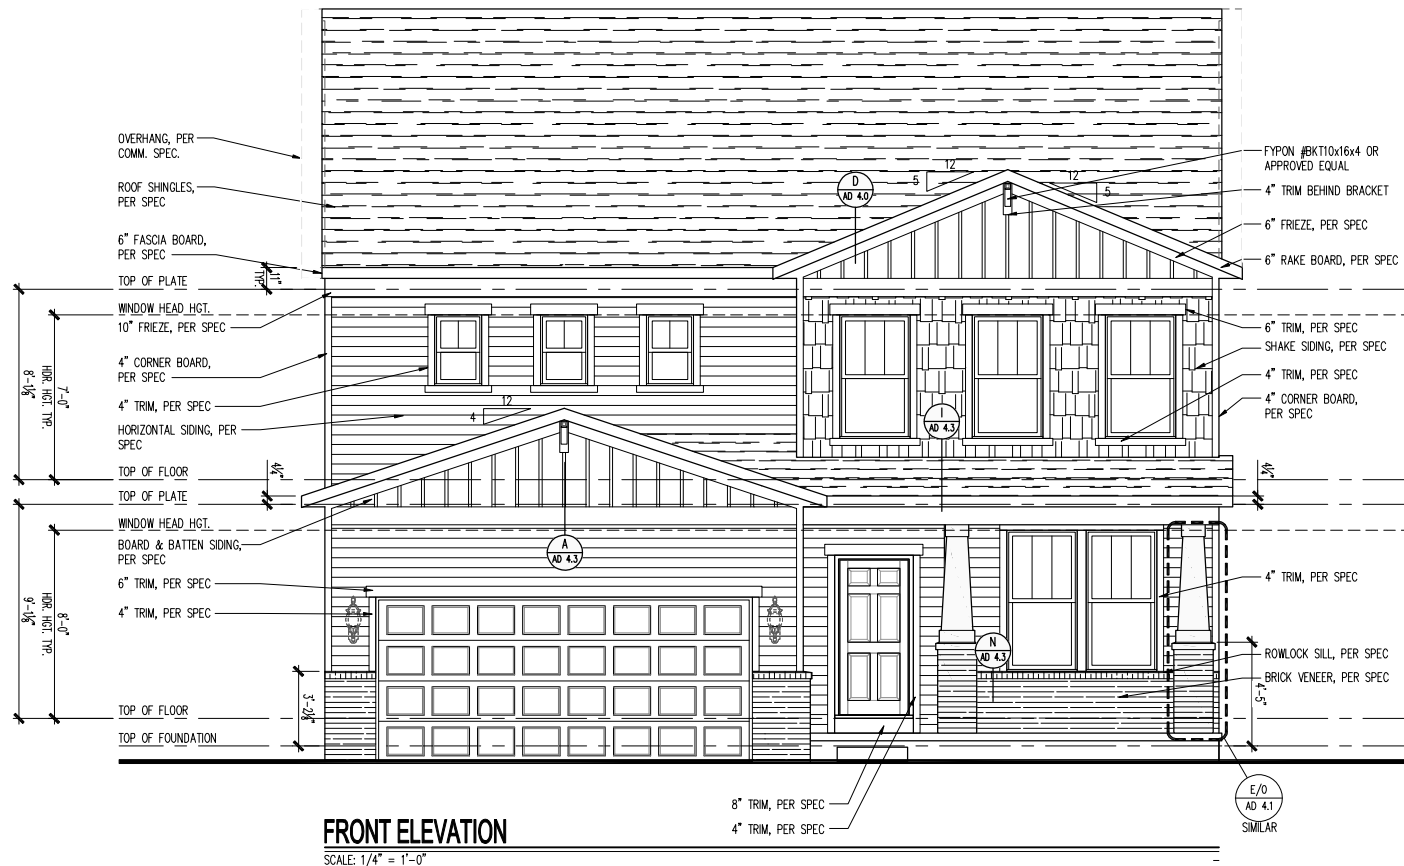 OVERHANG, PER
COMM. SPEC.
ROOF SHINGLES,
PER SPEC
6" FASCIA BOARD,
PER SPEC
TOP OF PLATE
WINDOW HEAD HGT.
10" FRIEZE, PER SPEC
4" CORNER BOARD,
PER SPEC
4" TRIM, PER SPEC
HORIZONTAL SIDING, PER
SPEC
TOP OF FLOOR
TOP OF PLATE
WINDOW HEAD HGT.
BOARD & BATTEN SIDING,
PER SPEC
6" TRIM, PER SPEC
4" TRIM, PER SPEC
TOP OF FLOOR
TOP OF FOUNDATION
11"
TYP.
7'-0"
HDR. HGT. TYP.
8'-1⅛"
4¼"
8'-0"
HDR. HGT. TYP.
9'-1⅛"
12
4
D
AD 4.0
12
5
12
5
I
AD 4.3
A
AD 4.3
N
AD 4.3
FYPON #BKT10x16x4 OR
APPROVED EQUAL
4" TRIM BEHIND BRACKET
6" FRIEZE, PER SPEC
6" RAKE BOARD, PER SPEC
6" TRIM, PER SPEC
SHAKE SIDING, PER SPEC
4" TRIM, PER SPEC
4" CORNER BOARD,
PER SPEC
4¼"
4" TRIM, PER SPEC
ROWLOCK SILL, PER SPEC
BRICK VENEER, PER SPEC
4'-5"
E/O
AD 4.1
SIMILAR
8" TRIM, PER SPEC
4" TRIM, PER SPEC
FRONT ELEVATION
SCALE: 1/4" = 1'-0"